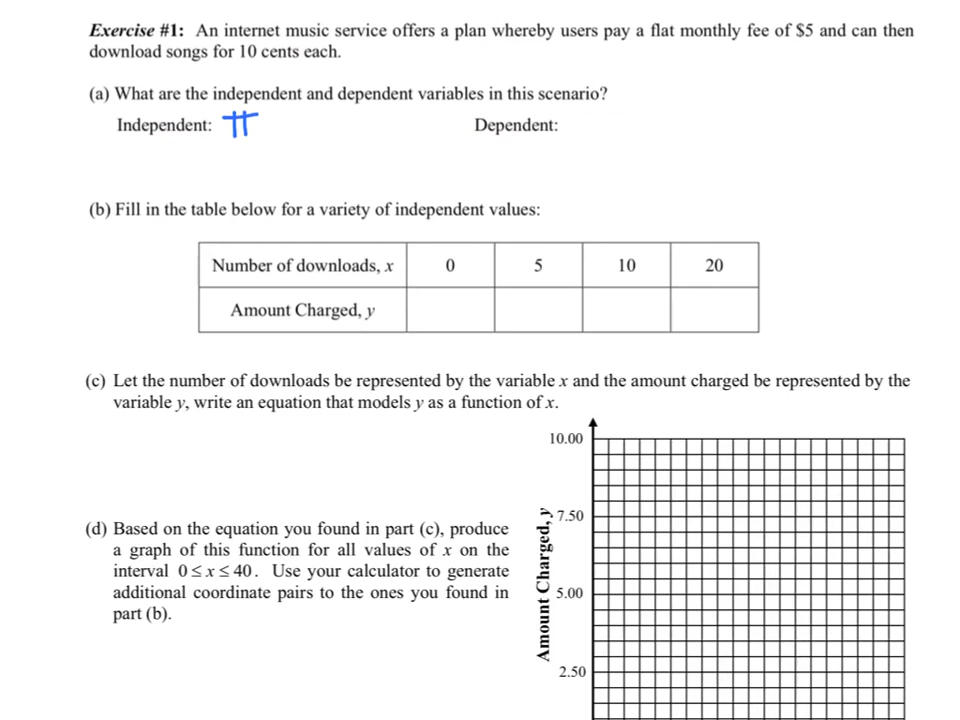 Exercise #1: An internet music service offers a plan whereby users pay a flat monthly fee of $5 and can then
download songs for 10 cents each.
(a) What are the independent and dependent variables in this scenario?
Independent: Dependent:
(b) Fill in the table below for a variety of independent values:
Number of downloads, x 0 5 10 20
Amount Charged, y
(c) Let the number of downloads be represented by the variable x and the amount charged be represented by the
variable y, write an equation that models y as a function of x.
10.00
(d) Based on the equation you found in part (c), produce
a graph of this function for all values of x on the
interval 0 ≤ x ≤ 40. Use your calculator to generate
additional coordinate pairs to the ones you found in
part (b).
Amount Charged, y
7.50
5.00
2.50